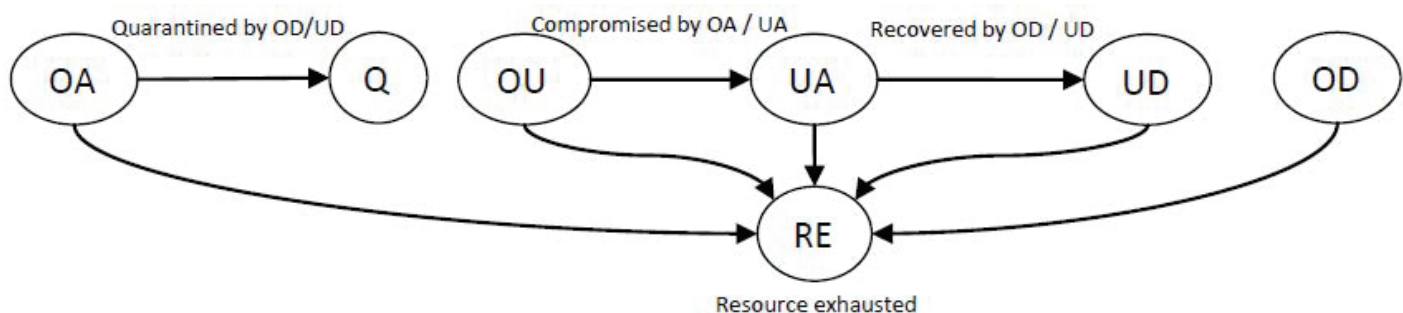 Quarantined by OD/UD
Compromised by OA / UA
Recovered by OD / UD
OA
Q
OU
UA
UD
OD
RE
Resource exhausted